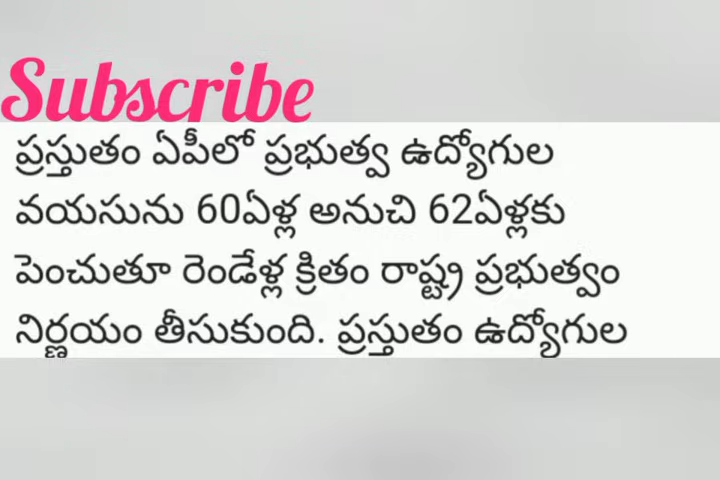 Subscribe
ప్రస్తుతం ఏపీలో ప్రభుత్వ ఉద్యోగుల
వయసును 60ఏళ్ల అనుచి 62ఏళ్లకు
పెంచుతూ రెండేళ్ల క్రితం రాష్ట్ర ప్రభుత్వం
నిర్ణయం తీసుకుంది. ప్రస్తుతం ఉద్యోగుల